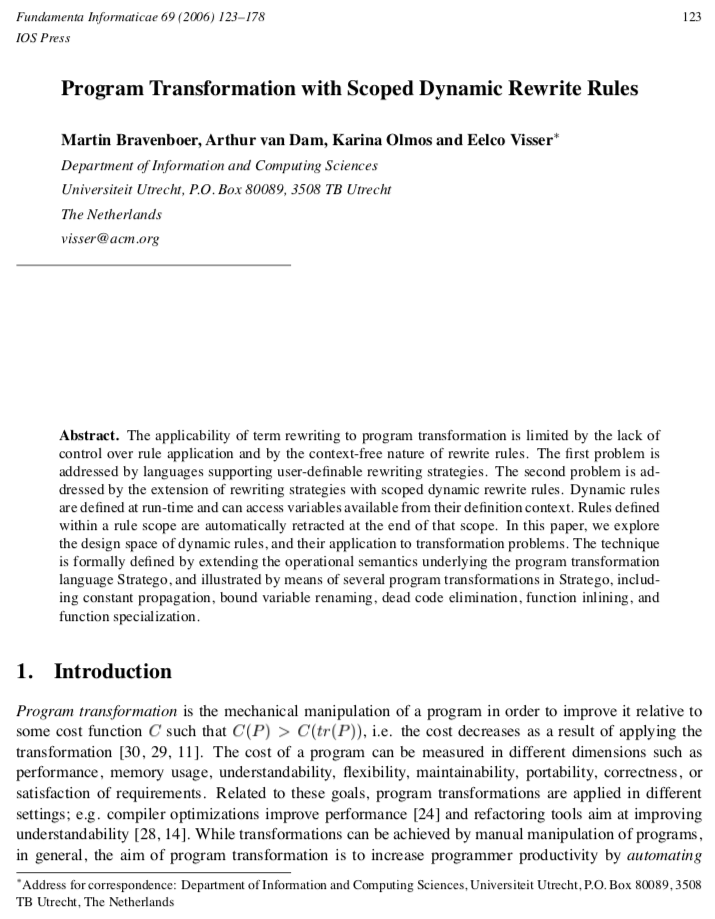 Fundamenta Informaticae 69 (2006) 123–178 123
IOS Press
Program Transformation with Scoped Dynamic Rewrite Rules
Martin Bravenboer, Arthur van Dam, Karina Olmos and Eelco Visser*
Department of Information and Computing Sciences
Universiteit Utrecht, P.O. Box 80089, 3508 TB Utrecht
The Netherlands
visser@acm.org
Abstract. The applicability of term rewriting to program transformation is limited by the lack of
control over rule application and by the context-free nature of rewrite rules. The first problem is
addressed by languages supporting user-definable rewriting strategies. The second problem is ad-
dressed by the extension of rewriting strategies with scoped dynamic rewrite rules. Dynamic rules
are defined at run-time and can access variables available from their definition context. Rules defined
within a rule scope are automatically retracted at the end of that scope. In this paper, we explore
the design space of dynamic rules, and their application to transformation problems. The technique
is formally defined by extending the operational semantics underlying the program transformation
language Stratego, and illustrated by means of several program transformations in Stratego, includ-
ing constant propagation, bound variable renaming, dead code elimination, function inlining, and
function specialization.
1. Introduction
Program transformation is the mechanical manipulation of a program in order to improve it relative to
some cost function C such that C(P) > C(tr(P)), i.e. the cost decreases as a result of applying the
transformation [30, 29, 11]. The cost of a program can be measured in different dimensions such as
performance, memory usage, understandability, flexibility, maintainability, portability, correctness, or
satisfaction of requirements. Related to these goals, program transformations are applied in different
settings; e.g. compiler optimizations improve performance [24] and refactoring tools aim at improving
understandability [28, 14]. While transformations can be achieved by manual manipulation of programs,
in general, the aim of program transformation is to increase programmer productivity by automating
*Address for correspondence: Department of Information and Computing Sciences, Universiteit Utrecht, P.O. Box 80089, 3508
TB Utrecht, The Netherlands